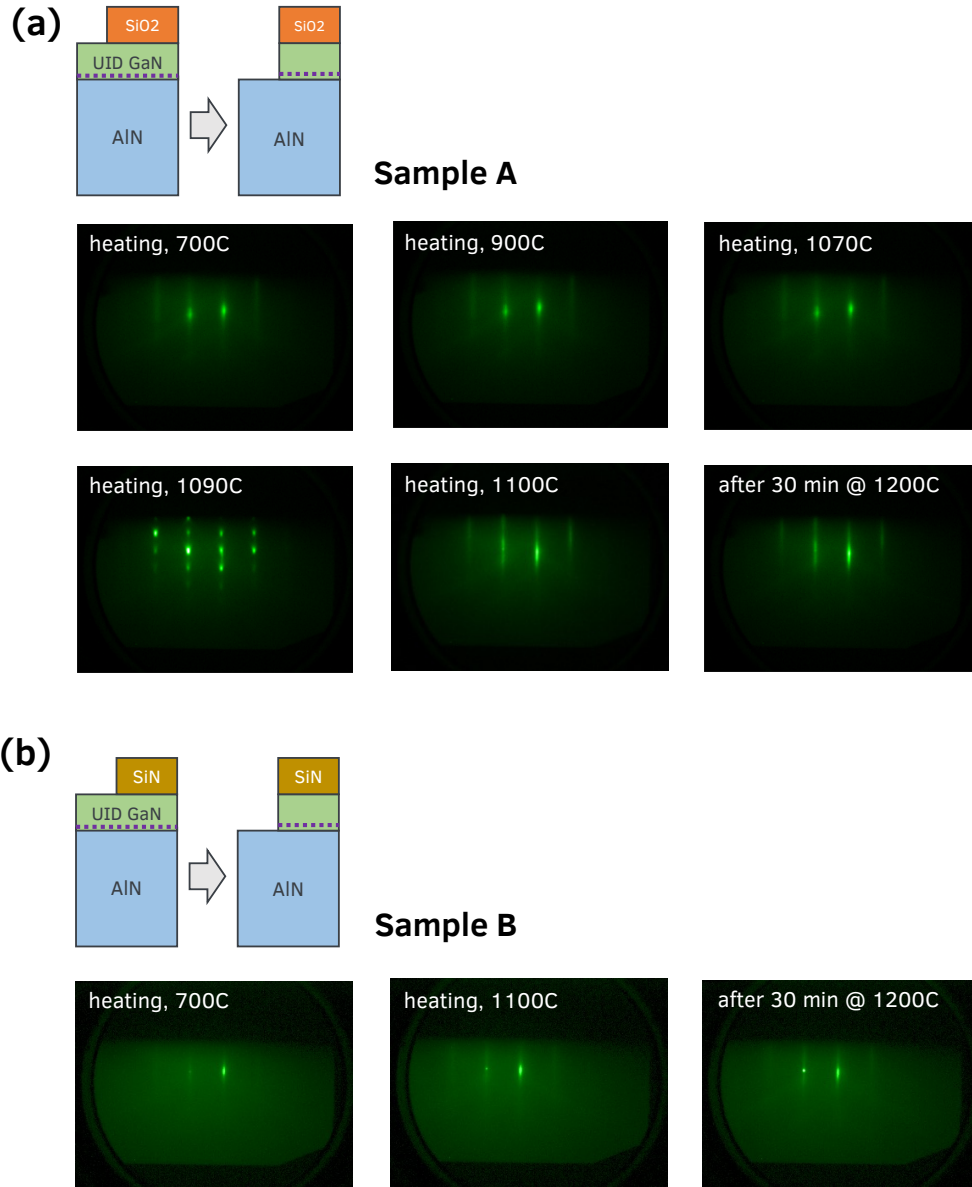 (a)
SiO2
SiO2
UID GaN
AlN
AlN
Sample A
heating, 700C
heating, 900C
heating, 1070C
heating, 1090C
heating, 1100C
after 30 min @ 1200C
(b)
SiN
SiN
UID GaN
AlN
AlN
Sample B
heating, 700C
heating, 1100C
after 30 min @ 1200C